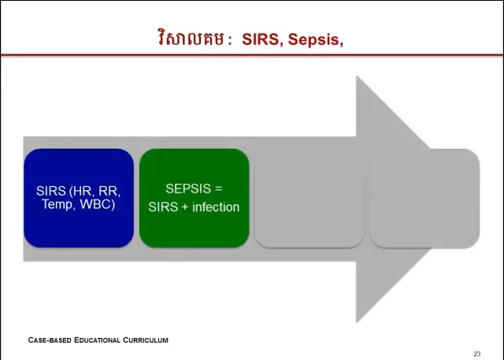 វិសាលគម : SIRS, Sepsis,
SIRS (HR, RR,
Temp, WBC)
SEPSIS =
SIRS + infection
CASE-BASED EDUCATIONAL CURRICULUM
23